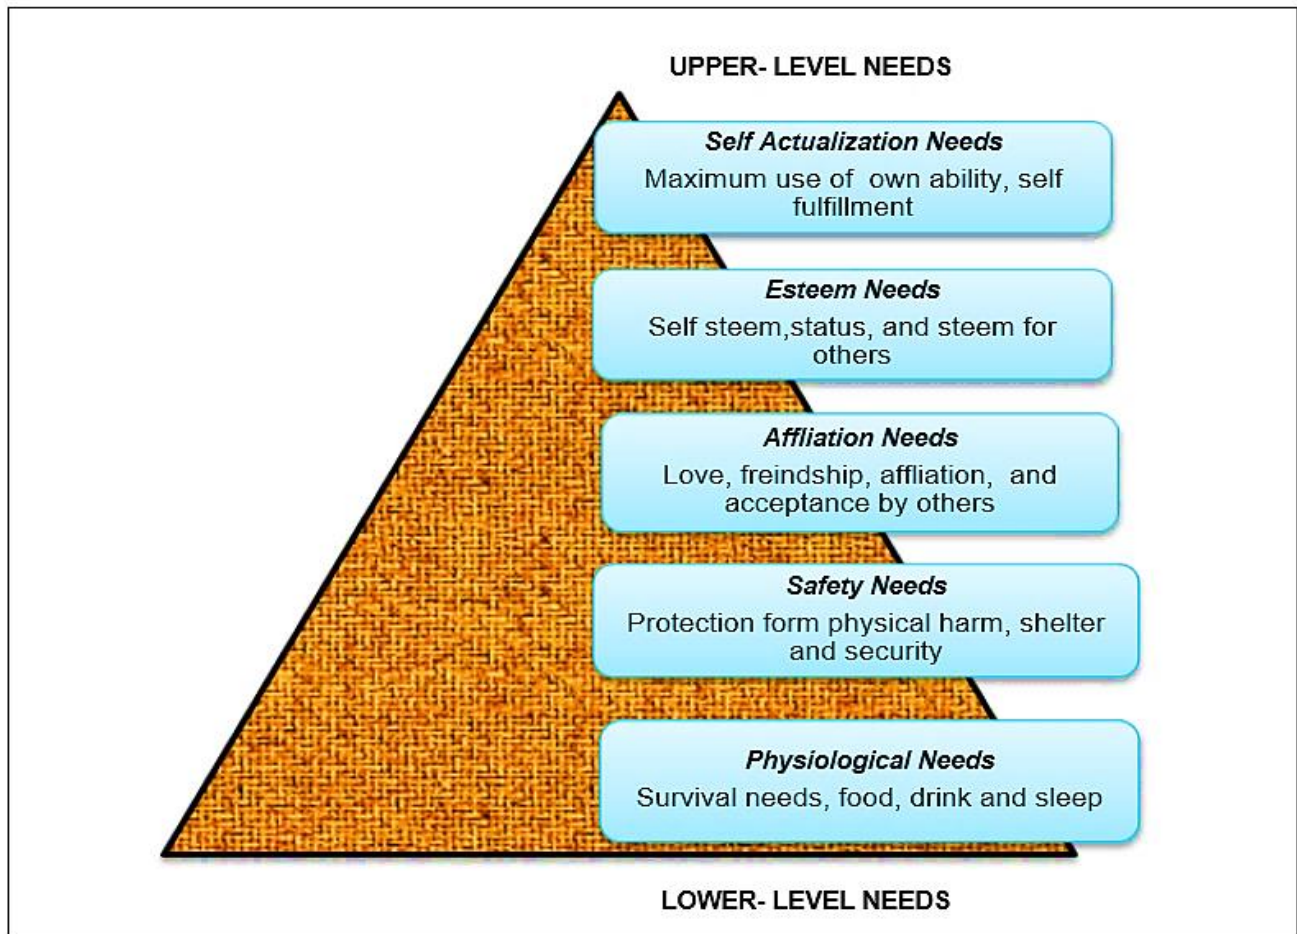 UPPER- LEVEL NEEDS
Self Actualization Needs
Maximum use of own ability, self
fulfillment
Esteem Needs
Self steem,status, and steem for
others
Affliation Needs
Love, freindship, affliation, and
acceptance by others
Safety Needs
Protection form physical harm, shelter
and security
Physiological Needs
Survival needs, food, drink and sleep
LOWER- LEVEL NEEDS